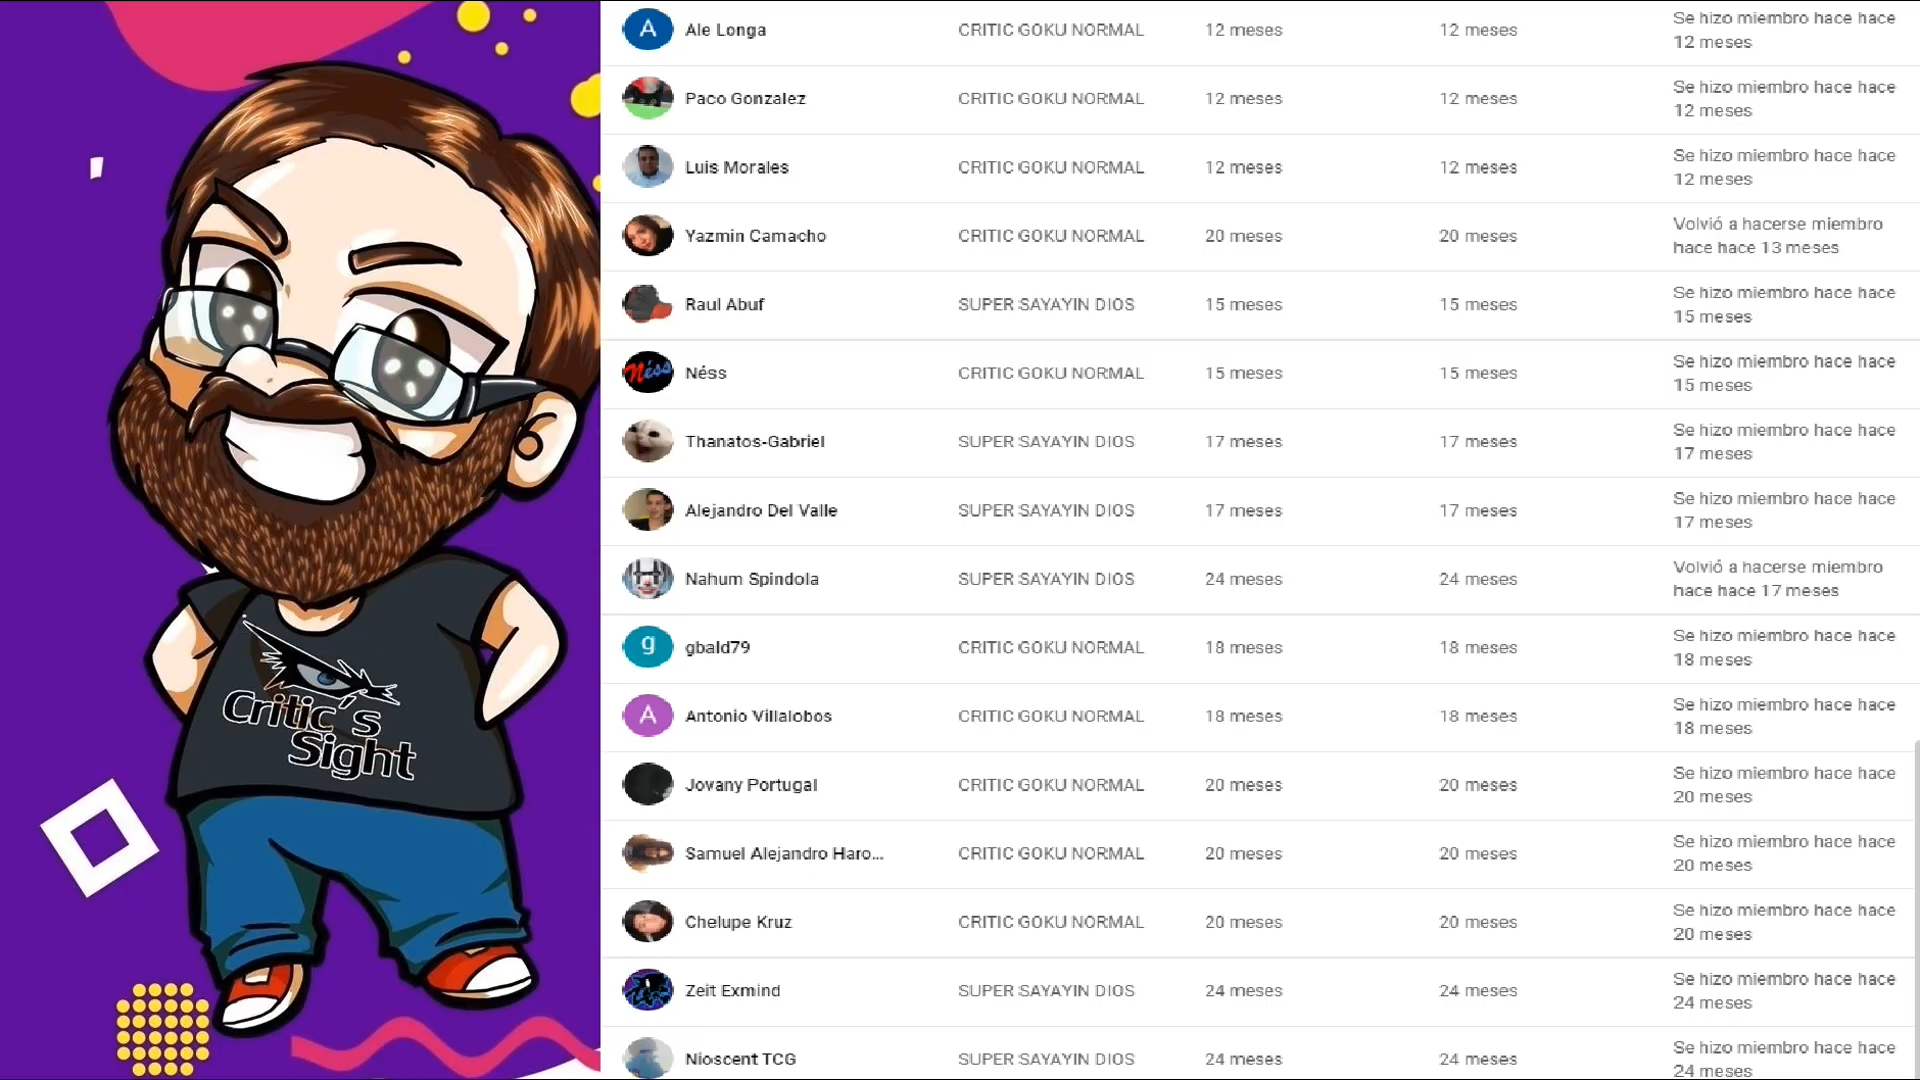 Critic's
Sight
Ale Longa CRITIC GOKU NORMAL 12 meses 12 meses Se hizo miembro hace hace
12 meses
Paco Gonzalez CRITIC GOKU NORMAL 12 meses 12 meses Se hizo miembro hace hace
12 meses
Luis Morales CRITIC GOKU NORMAL 12 meses 12 meses Se hizo miembro hace hace
12 meses
Yazmin Camacho CRITIC GOKU NORMAL 20 meses 20 meses Volvió a hacerse miembro
hace hace 13 meses
Raul Abuf SUPER SAYAYIN DIOS 15 meses 15 meses Se hizo miembro hace hace
15 meses
Néss Néss CRITIC GOKU NORMAL 15 meses 15 meses Se hizo miembro hace hace
15 meses
Thanatos-Gabriel SUPER SAYAYIN DIOS 17 meses 17 meses Se hizo miembro hace hace
17 meses
Alejandro Del Valle SUPER SAYAYIN DIOS 17 meses 17 meses Se hizo miembro hace hace
17 meses
Nahum Spindola SUPER SAYAYIN DIOS 24 meses 24 meses Volvió a hacerse miembro
hace hace 17 meses
g gbald79 CRITIC GOKU NORMAL 18 meses 18 meses Se hizo miembro hace hace
18 meses
A Antonio Villalobos CRITIC GOKU NORMAL 18 meses 18 meses Se hizo miembro hace hace
18 meses
Jovany Portugal CRITIC GOKU NORMAL 20 meses 20 meses Se hizo miembro hace hace
20 meses
Samuel Alejandro Haro... CRITIC GOKU NORMAL 20 meses 20 meses Se hizo miembro hace hace
20 meses
Chelupe Kruz CRITIC GOKU NORMAL 20 meses 20 meses Se hizo miembro hace hace
20 meses
Zeit Exmind SUPER SAYAYIN DIOS 24 meses 24 meses Se hizo miembro hace hace
24 meses
Nioscent TCG SUPER SAYAYIN DIOS 24 meses 24 meses Se hizo miembro hace hace
24 meses